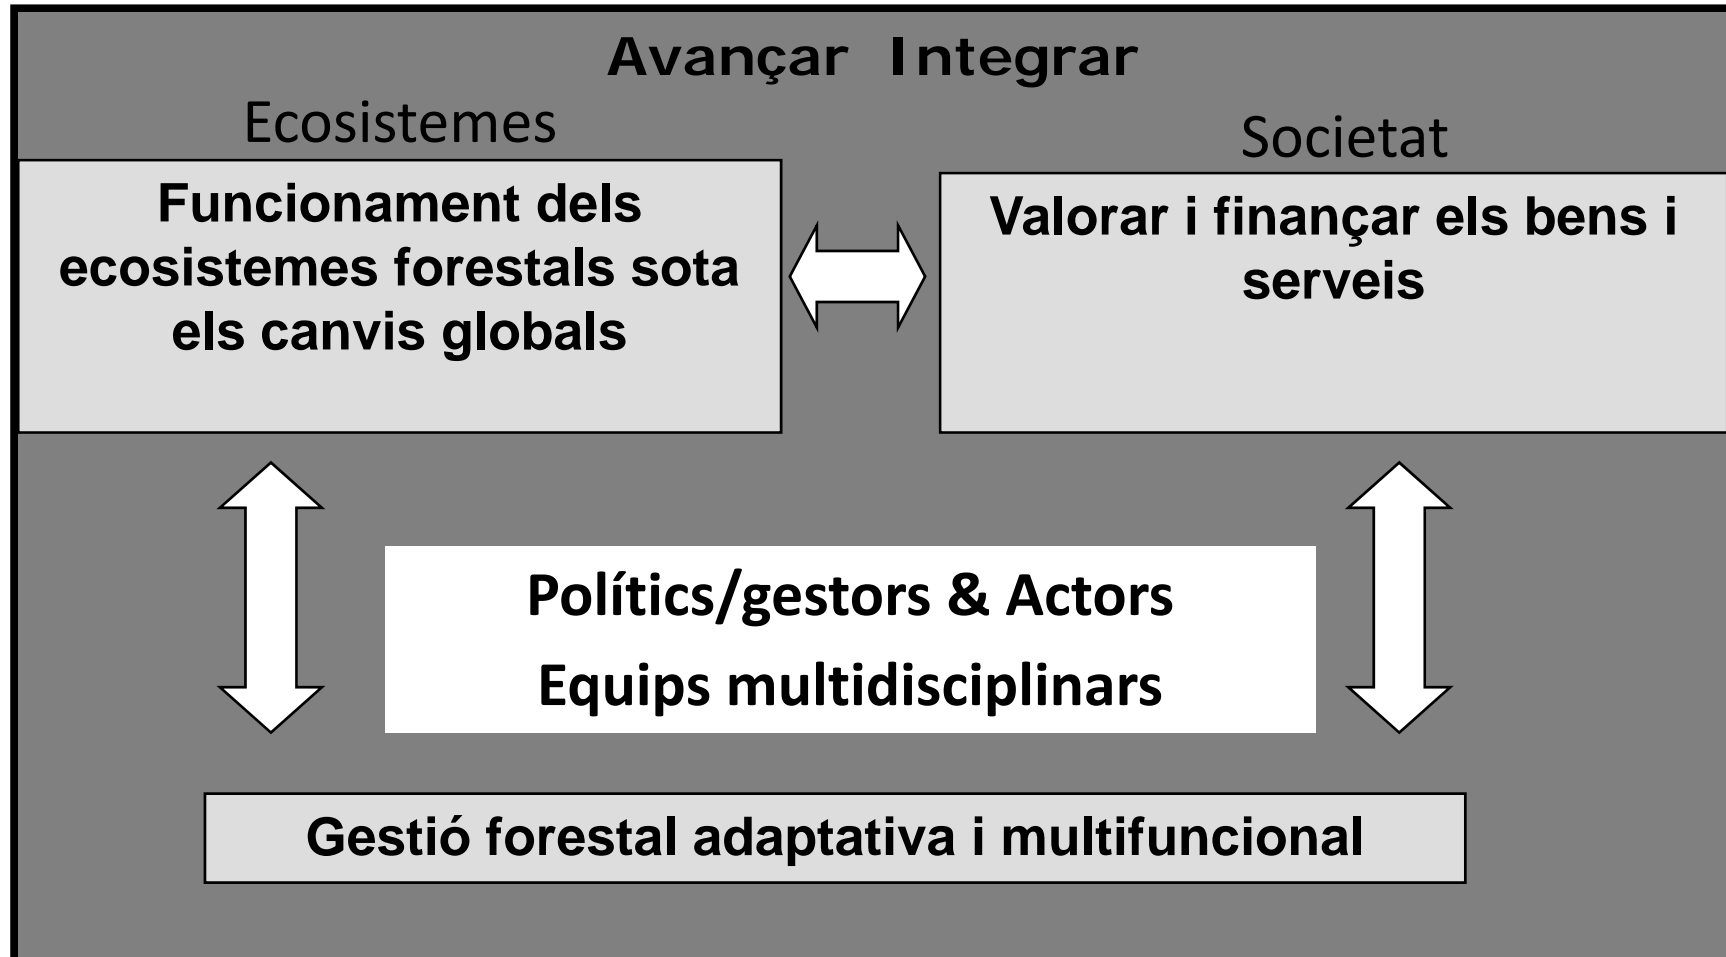 Avançar Integrar
Ecosistemes
Funcionament dels
ecosistemes forestals sota
els canvis globals
Societat
Valorar i finançar els bens i
serveis
Polítics/gestors & Actors
Equips multidisciplinars
Gestió forestal adaptativa i multifuncional